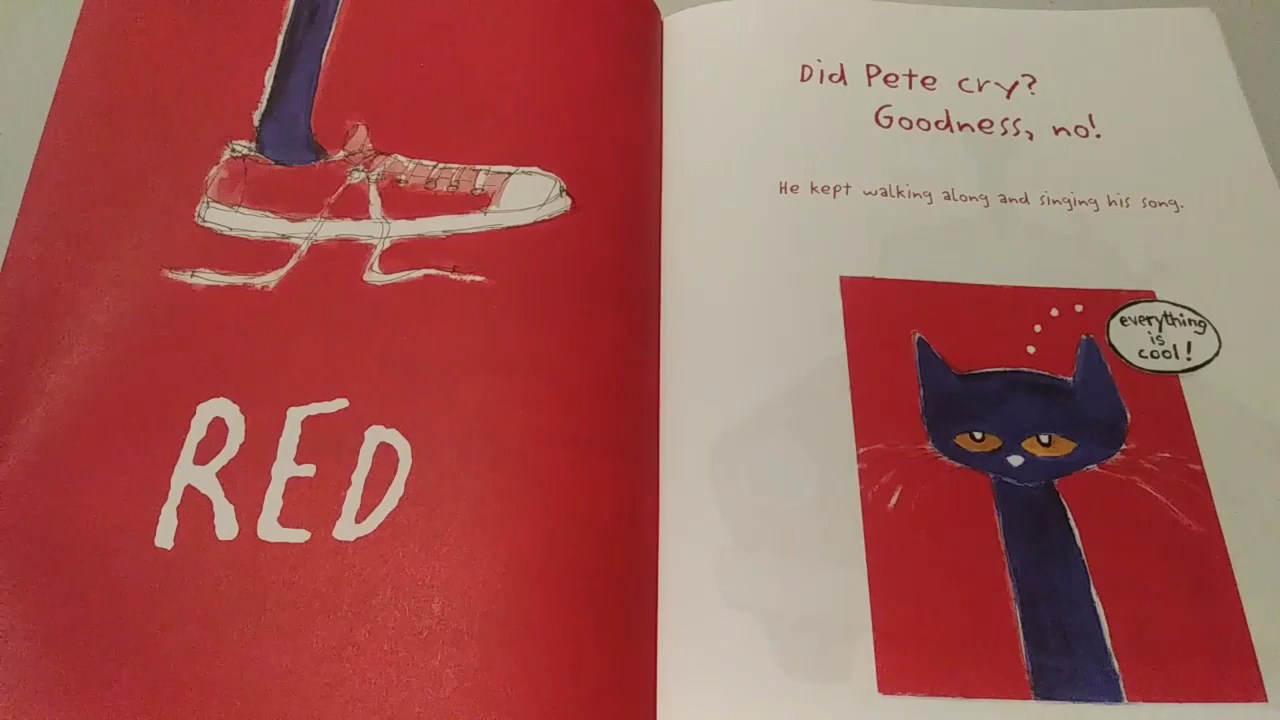 RED
Did Pete cry?
Goodness, no!
He kept walking along and singing his song.
everything
is
cool!